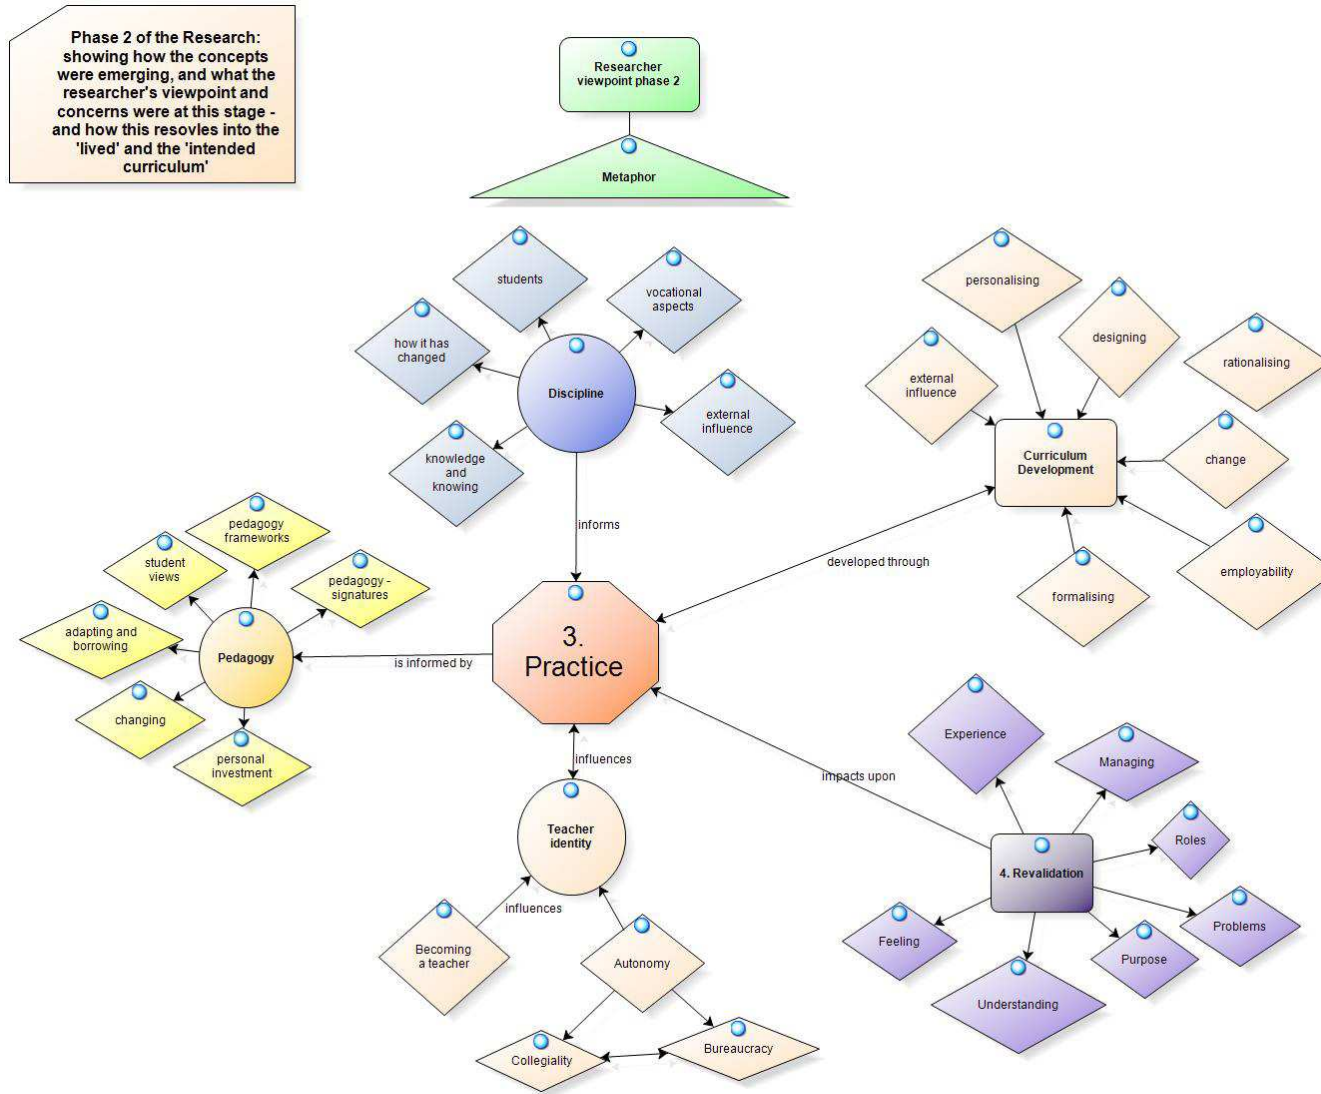 Phase 2 of the Research:
showing how the concepts
were emerging, and what the
researcher's viewpoint and
concerns were at this stage -
and how this resovles into the
'lived' and the 'intended
curriculum'
Researcher
viewpoint phase 2
Metaphor
students
vocational
aspects
how it has
changed
Discipline
external
influence
knowledge
and
knowing
informs
personalising
designing
rationalising
external
influence
Curriculum
Development
change
employability
formalising
developed through
pedagogy
frameworks
student
views
pedagogy -
signatures
adapting and
borrowing
Pedagogy
changing
personal
investment
is informed by
3.
Practice
influences
Teacher
identity
influences
Becoming
a teacher
Autonomy
Collegiality
Bureaucracy
impacts upon
Experience
Managing
Roles
4. Revalidation
Problems
Feeling
Purpose
Understanding